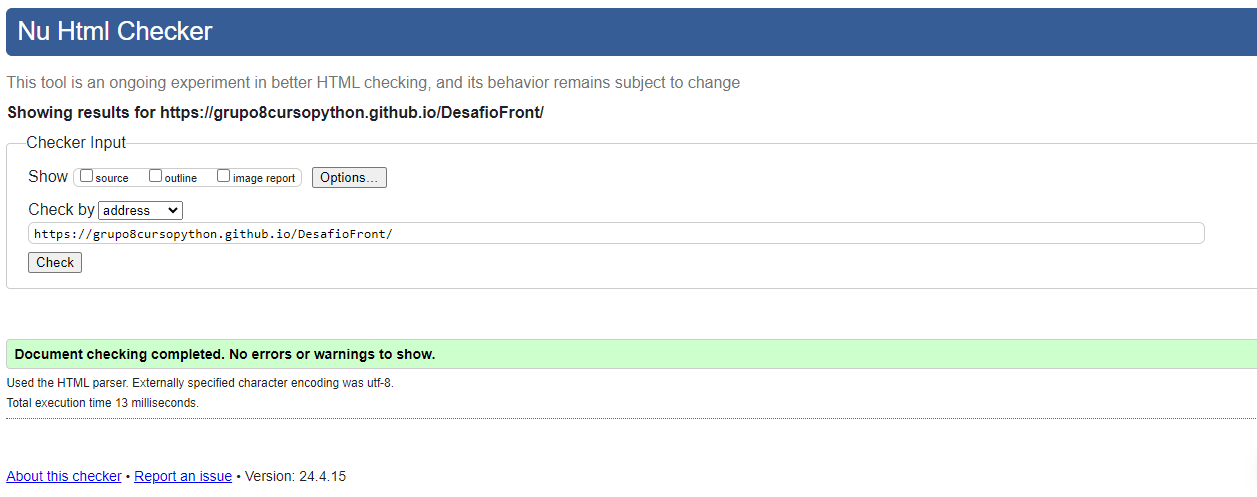 Nu Html Checker
This tool is an ongoing experiment in better HTML checking, and its behavior remains subject to change
Showing results for https://grupo8cursopython.github.io/DesafioFront/
Checker Input
Show source outline image report Options...
Check by address
https://grupo8cursopython.github.io/DesafioFront/
Check
Document checking completed. No errors or warnings to show.
Used the HTML parser. Externally specified character encoding was utf-8.
Total execution time 13 milliseconds.
About this checker • Report an issue • Version: 24.4.15